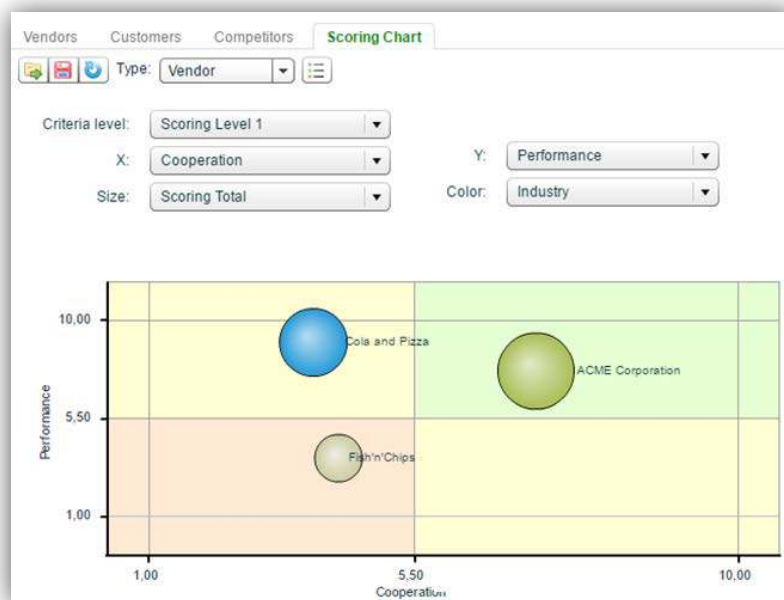 Vendors Customers Competitors Scoring Chart
Type: Vendor
Criteria level: Scoring Level 1
X: Cooperation Y: Performance
Size: Scoring Total Color: Industry
10,00
Cola and Pizza
ACME Corporation
5,50
Performance
Fish'n'Chips
1,00
1,00 5,50 10,00
Cooperation